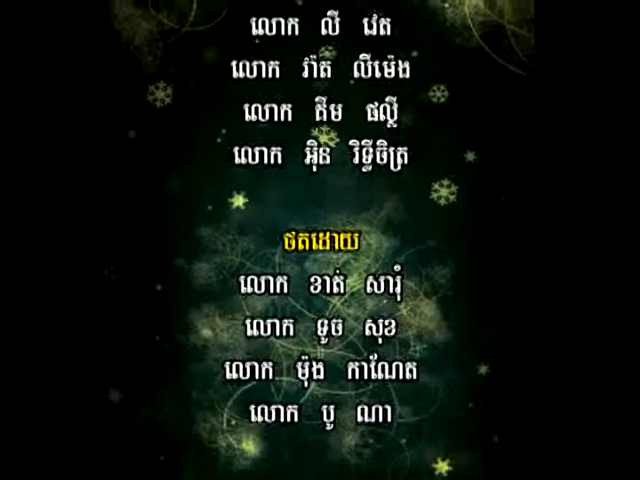 លោក លី វេត
លោក វ៉ាត លីម៉េង
លោក គីម ផល្លី
លោក អ៊ិន រិទ្ធីចិត្រ
ថតដោយ
លោក ខាត់ សារុំ
លោក ទូច សុខ
លោក ម៉ុង កាណែត
លោក បូ ណា